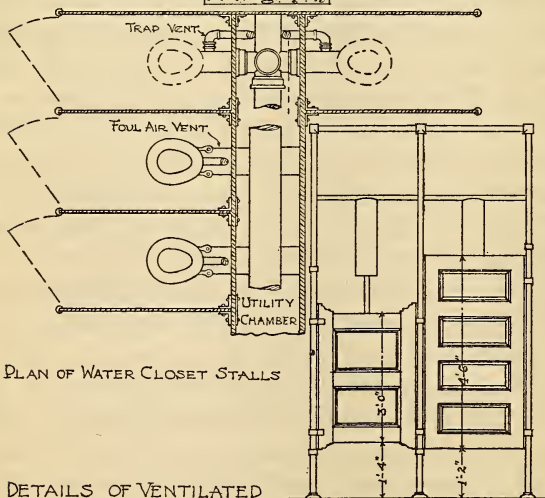 TRAP VENT
FOUL AIR VENT
UTILITY
CHAMBER
PLAN OF WATER CLOSET STALLS
3'-0"
4'-6"
1'-4"
1'-2"
DETAILS OF VENTILATED